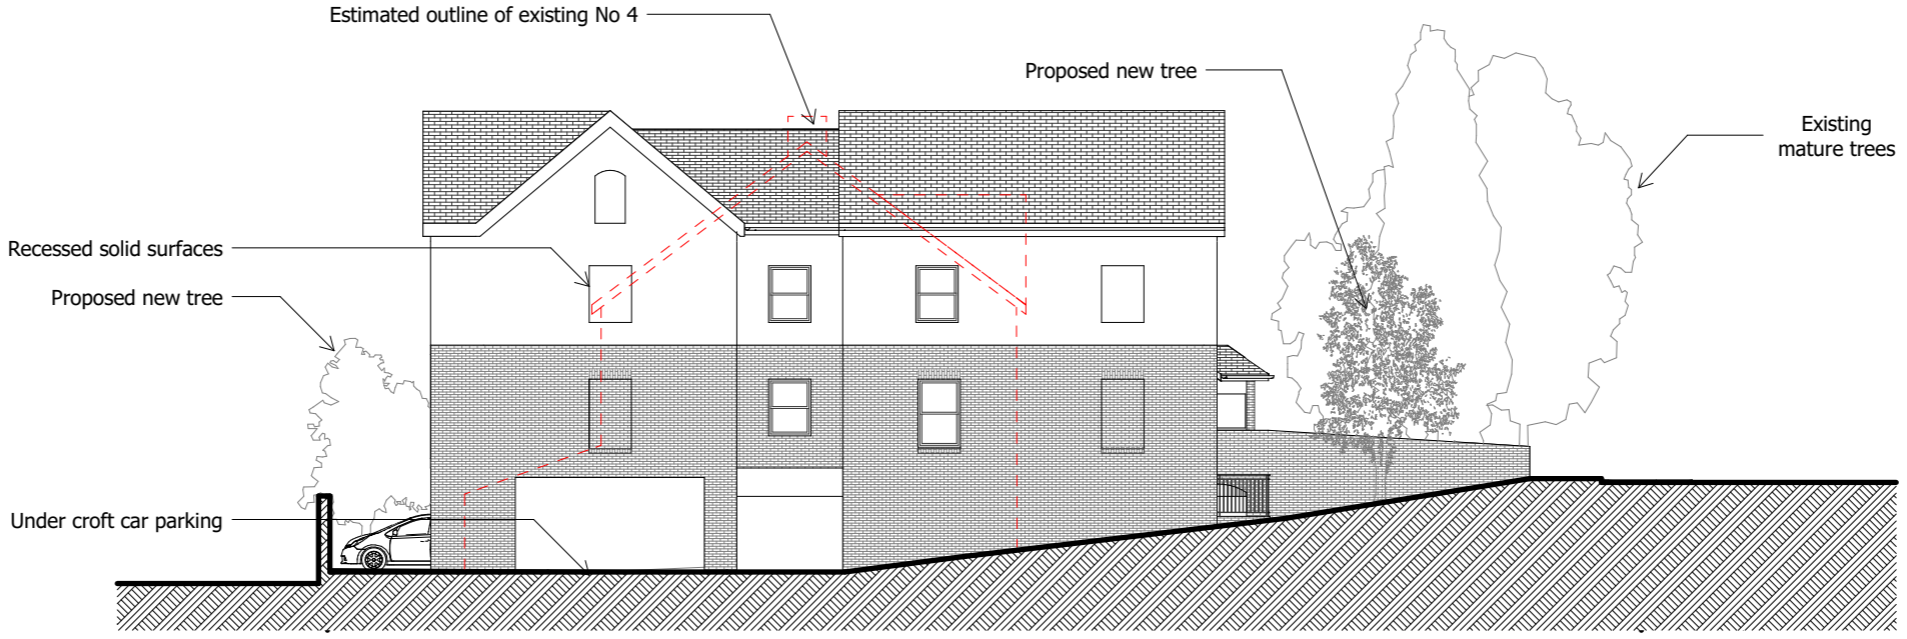 Estimated outline of existing No 4
Proposed new tree
Existing
mature trees
Recessed solid surfaces
Proposed new tree
Under croft car parking